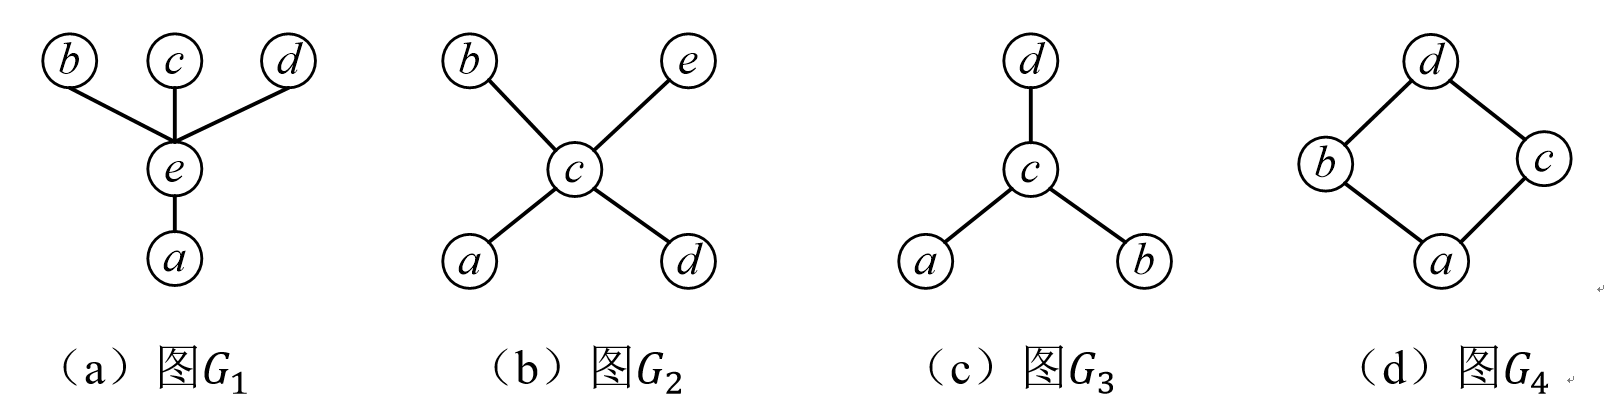 b c d b e d d
e c c b c
a a d a b a
（a）图G₁ （b）图G₂ （c）图G₃ （d）图G₄